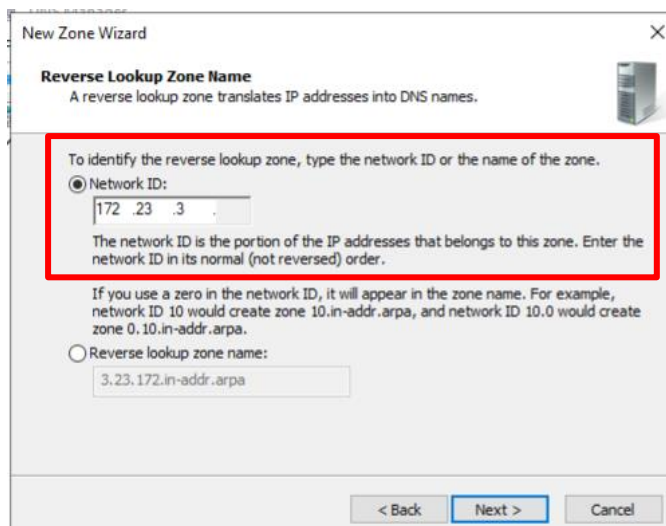 DNS Manager
New Zone Wizard
Reverse Lookup Zone Name
A reverse lookup zone translates IP addresses into DNS names.
To identify the reverse lookup zone, type the network ID or the name of the zone.
Network ID:
172 .23 .3 .
The network ID is the portion of the IP addresses that belongs to this zone. Enter the
network ID in its normal (not reversed) order.
If you use a zero in the network ID, it will appear in the zone name. For example,
network ID 10 would create zone 10.in-addr.arpa, and network ID 10.0 would create
zone 0.10.in-addr.arpa.
Reverse lookup zone name:
3.23.172.in-addr.arpa
< Back Next > Cancel